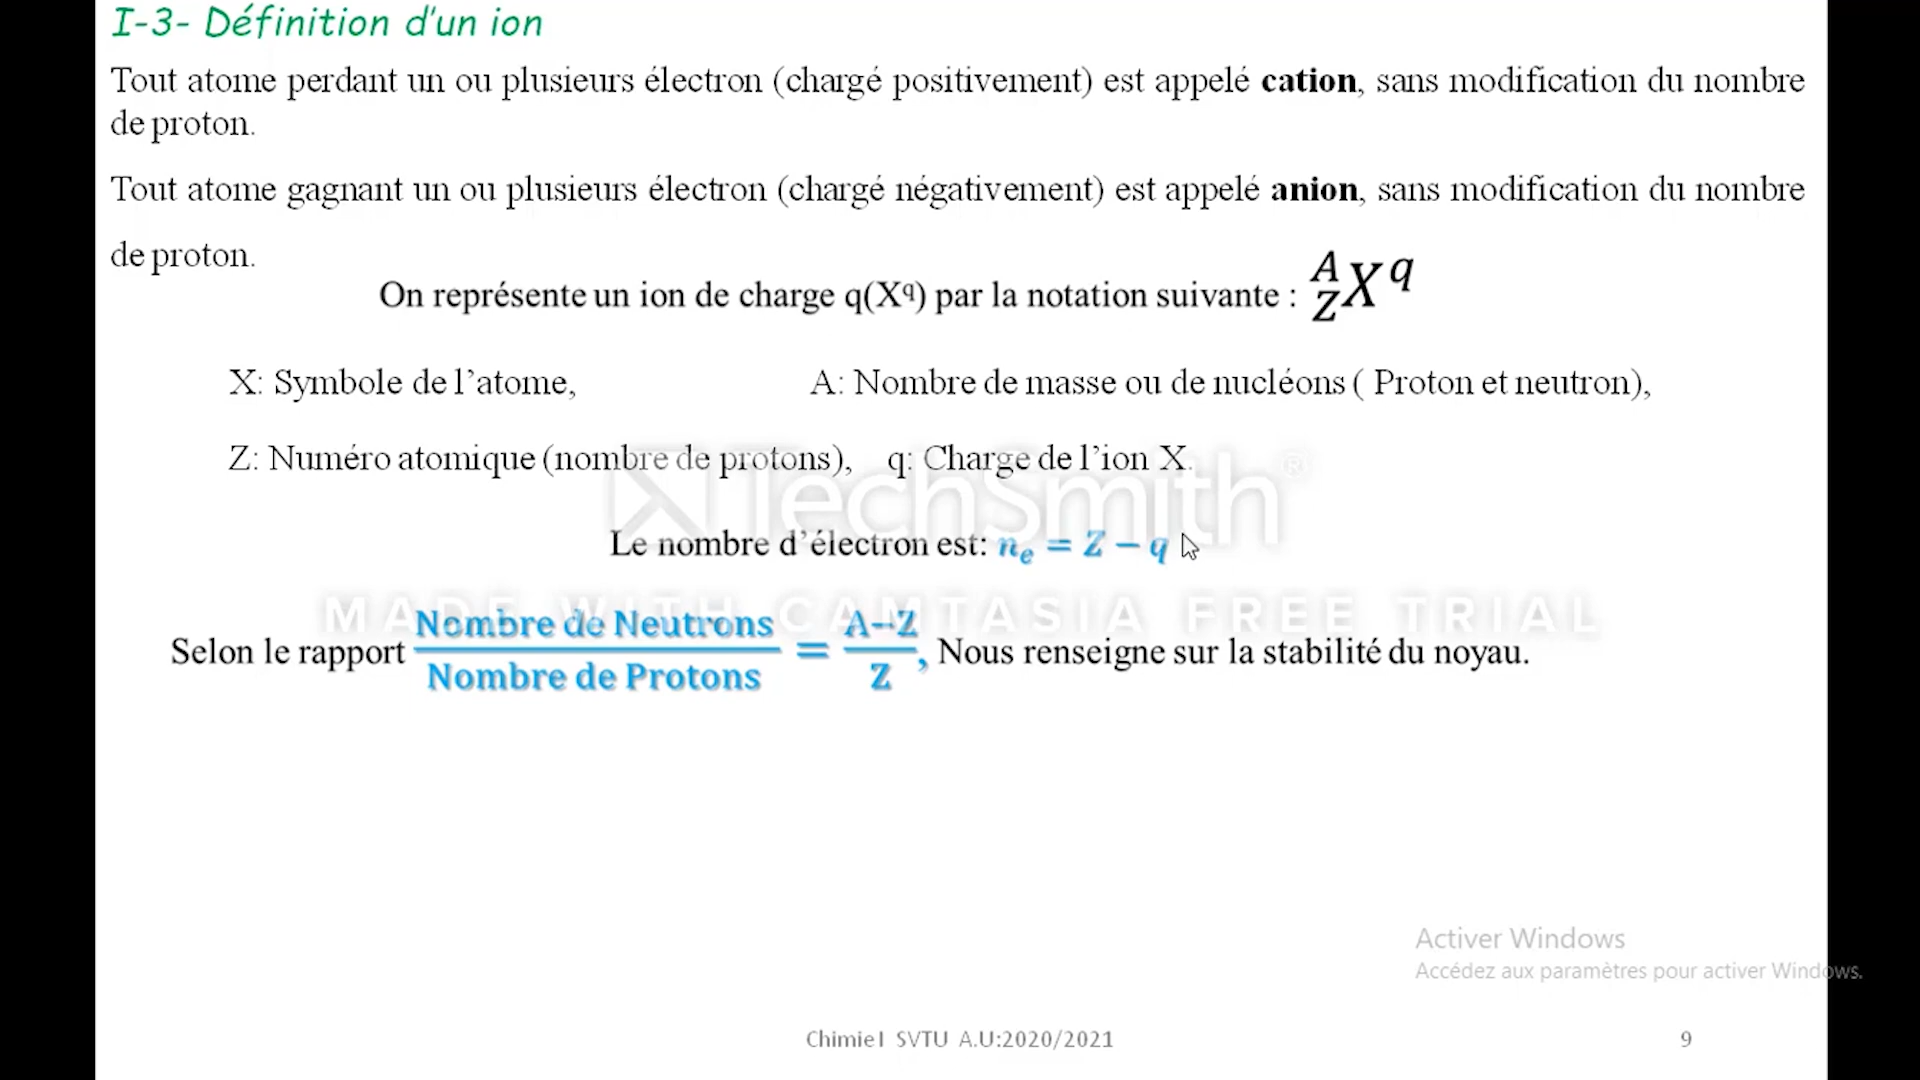 I-3- Définition d'un ion
Tout atome perdant un ou plusieurs électron (chargé positivement) est appelé cation, sans modification du nombre
de proton.
Tout atome gagnant un ou plusieurs électron (chargé négativement) est appelé anion, sans modification du nombre
de proton.
On représente un ion de charge q(X^q) par la notation suivante : ^A_Z X^q
X: Symbole de l'atome, A: Nombre de masse ou de nucléons ( Proton et neutron),
Z: Numéro atomique (nombre de protons), q: Charge de l'ion X.
TechSmith®
Le nombre d'électron est: n_e = Z − q
MADE WITH CAMTASIA FREE TRIAL
Selon le rapport Nombre de Neutrons / Nombre de Protons = A−Z / Z, Nous renseigne sur la stabilité du noyau.
Activer Windows
Accédez aux paramètres pour activer Windows.
ChimieI SVTU A.U:2020/2021 9